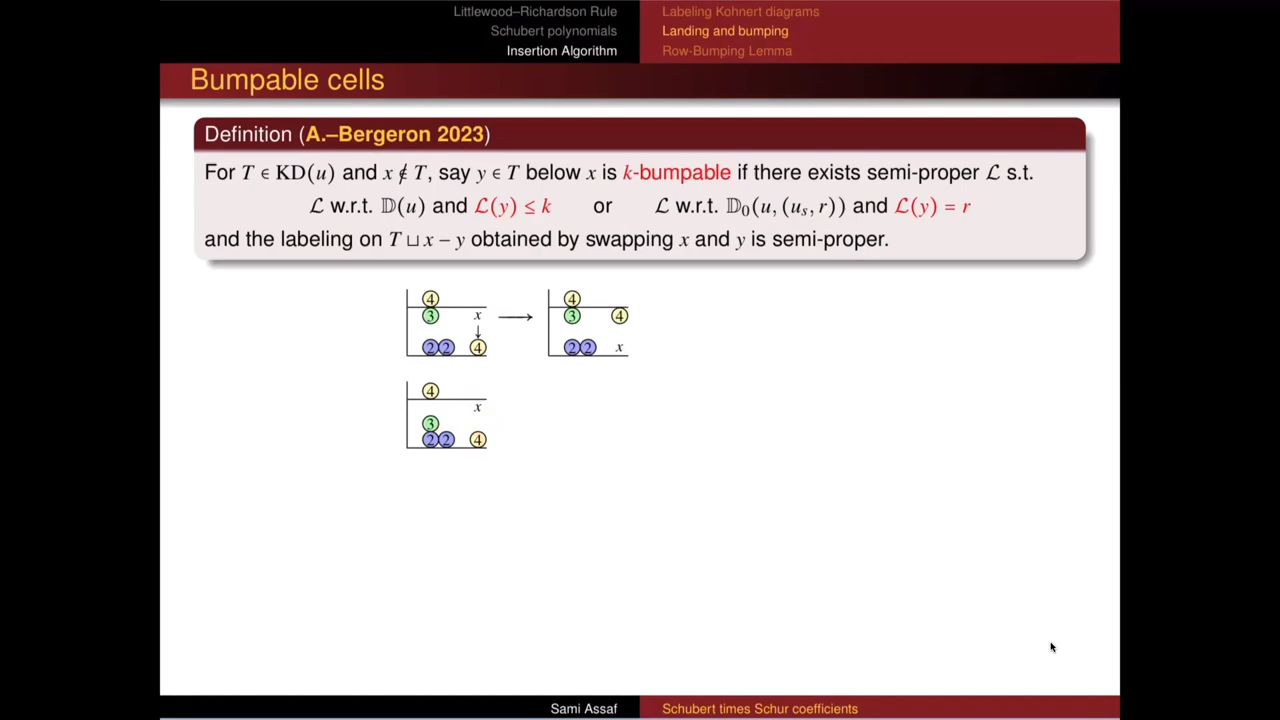 Littlewood–Richardson Rule
Schubert polynomials
Insertion Algorithm
Labeling Kohnert diagrams
Landing and bumping
Row-Bumping Lemma
Bumpable cells
Definition (A.–Bergeron 2023)
For T ∈ KD(u) and x ∉ T, say y ∈ T below x is k-bumpable if there exists semi-proper ℒ s.t.
ℒ w.r.t. 𝔻(u) and ℒ(y) ≤ k or ℒ w.r.t. 𝔻₀(u, (uₛ, r)) and ℒ(y) = r
and the labeling on T ⊔ x − y obtained by swapping x and y is semi-proper.
4 4
3 x ⟶ 3 4
↓
2 2 4 2 2 x
4
x
3
2 2 4
Sami Assaf
Schubert times Schur coefficients